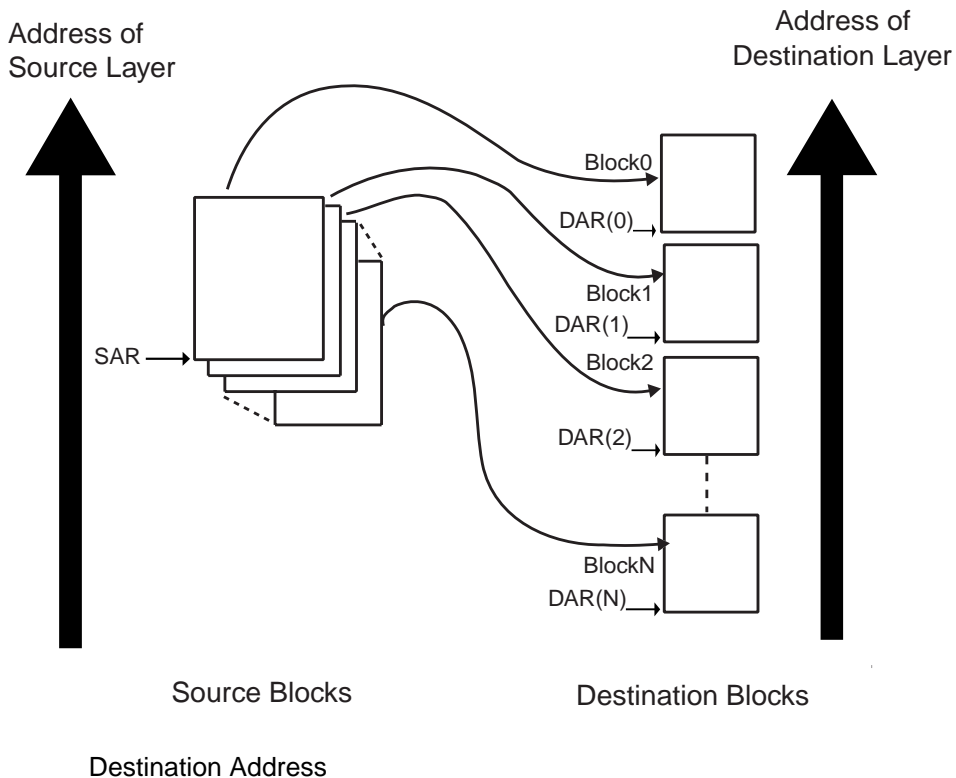 Address of
Source Layer
Address of
Destination Layer
Block0
DAR(0)
Block1
DAR(1)
SAR
Block2
DAR(2)
BlockN
DAR(N)
Source Blocks
Destination Blocks
Destination Address